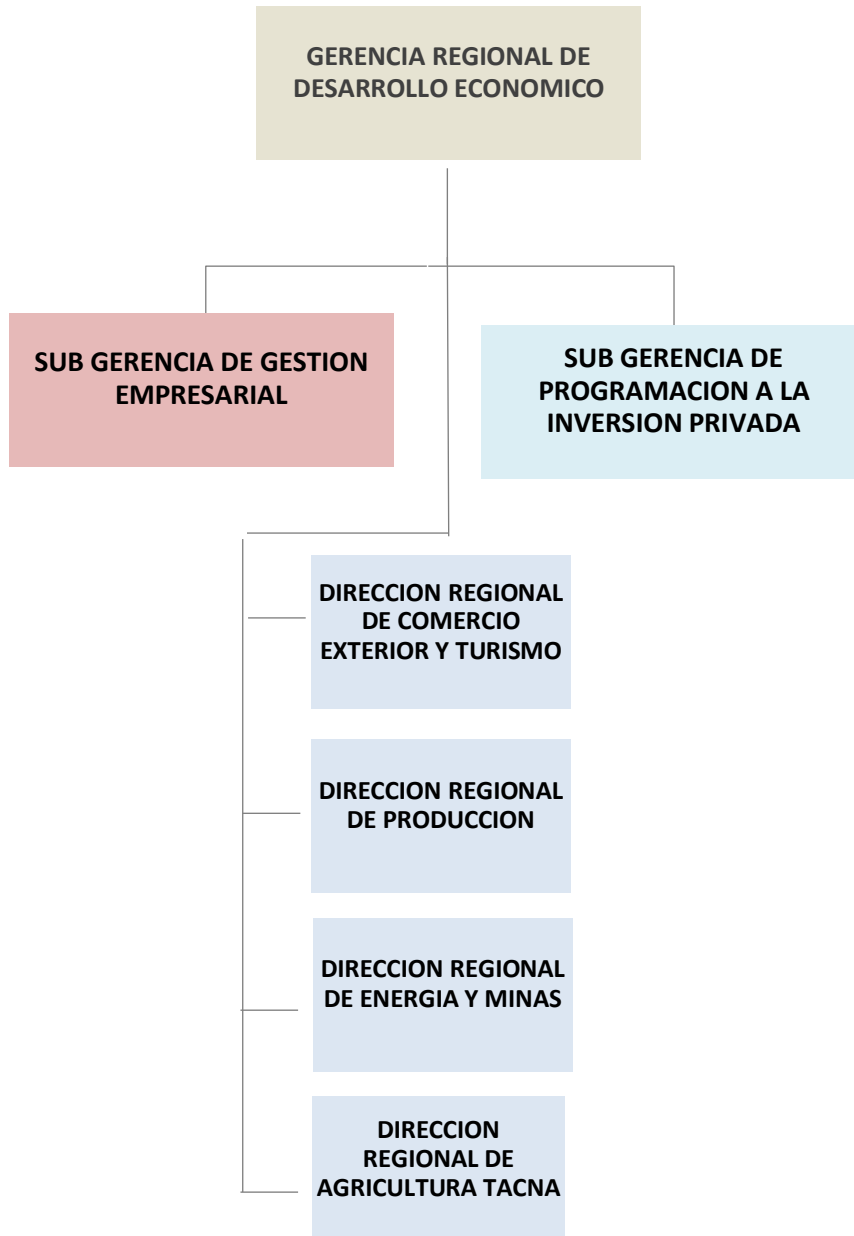 GERENCIA REGIONAL DE
DESARROLLO ECONOMICO
SUB GERENCIA DE GESTION
EMPRESARIAL
SUB GERENCIA DE
PROGRAMACION A LA
INVERSION PRIVADA
DIRECCION REGIONAL
DE COMERCIO
EXTERIOR Y TURISMO
DIRECCION REGIONAL
DE PRODUCCION
DIRECCION REGIONAL
DE ENERGIA Y MINAS
DIRECCION
REGIONAL DE
AGRICULTURA TACNA